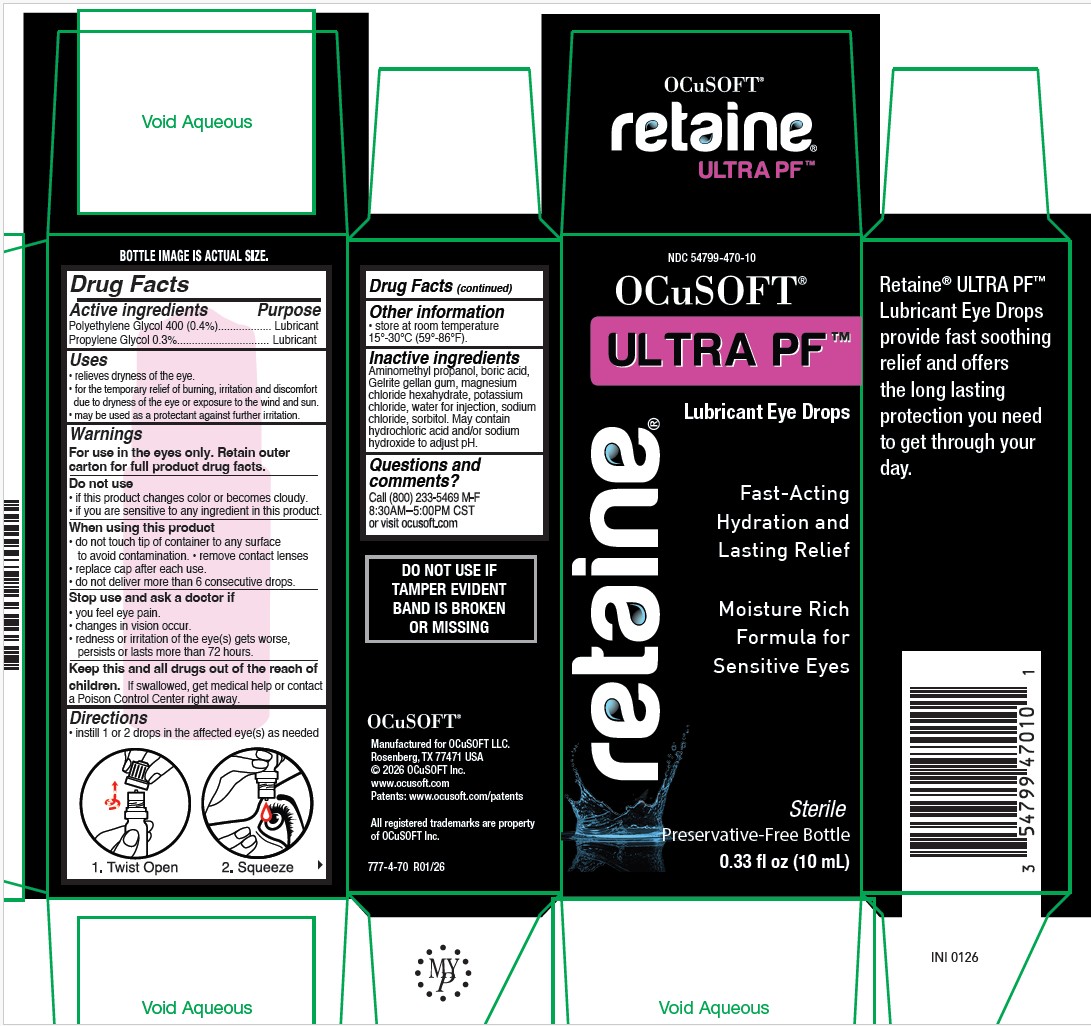 Void Aqueous
BOTTLE IMAGE IS ACTUAL SIZE.
Drug Facts
Active ingredients Purpose
Polyethylene Glycol 400 (0.4%).................. Lubricant
Propylene Glycol 0.3%............................... Lubricant
Uses
• relieves dryness of the eye.
• for the temporary relief of burning, irritation and discomfort
due to dryness of the eye or exposure to the wind and sun.
• may be used as a protectant against further irritation.
Warnings
For use in the eyes only. Retain outer
carton for full product drug facts.
Do not use
• if this product changes color or becomes cloudy.
• if you are sensitive to any ingredient in this product.
When using this product
• do not touch tip of container to any surface
to avoid contamination. • remove contact lenses
• replace cap after each use.
• do not deliver more than 6 consecutive drops.
Stop use and ask a doctor if
• you feel eye pain.
• changes in vision occur.
• redness or irritation of the eye(s) gets worse,
persists or lasts more than 72 hours.
Keep this and all drugs out of the reach of
children. If swallowed, get medical help or contact
a Poison Control Center right away.
Directions
• instill 1 or 2 drops in the affected eye(s) as needed
1. Twist Open 2. Squeeze
Void Aqueous
Drug Facts (continued)
Other information
• store at room temperature
15°-30°C (59°-86°F).
Inactive ingredients
Aminomethyl propanol, boric acid,
Gelrite gellan gum, magnesium
chloride hexahydrate, potassium
chloride, water for injection, sodium
chloride, sorbitol. May contain
hydrochloric acid and/or sodium
hydroxide to adjust pH.
Questions and
comments?
Call (800) 233-5469 M-F
8:30AM–5:00PM CST
or visit ocusoft.com
DO NOT USE IF
TAMPER EVIDENT
BAND IS BROKEN
OR MISSING
OCuSOFT®
Manufactured for OCuSOFT LLC.
Rosenberg, TX 77471 USA
© 2026 OCuSOFT Inc.
www.ocusoft.com
Patents: www.ocusoft.com/patents
All registered trademarks are property
of OCuSOFT Inc.
777-4-70 R01/26
MYP
OCuSOFT®
retaine®
ULTRA PF™
NDC 54799-470-10
OCuSOFT®
ULTRA PF™
retaine®
Lubricant Eye Drops
Fast-Acting
Hydration and
Lasting Relief
Moisture Rich
Formula for
Sensitive Eyes
Sterile
Preservative-Free Bottle
0.33 fl oz (10 mL)
Void Aqueous
Retaine® ULTRA PF™
Lubricant Eye Drops
provide fast soothing
relief and offers
the long lasting
protection you need
to get through your
day.
3 54799 47010 1
INI 0126